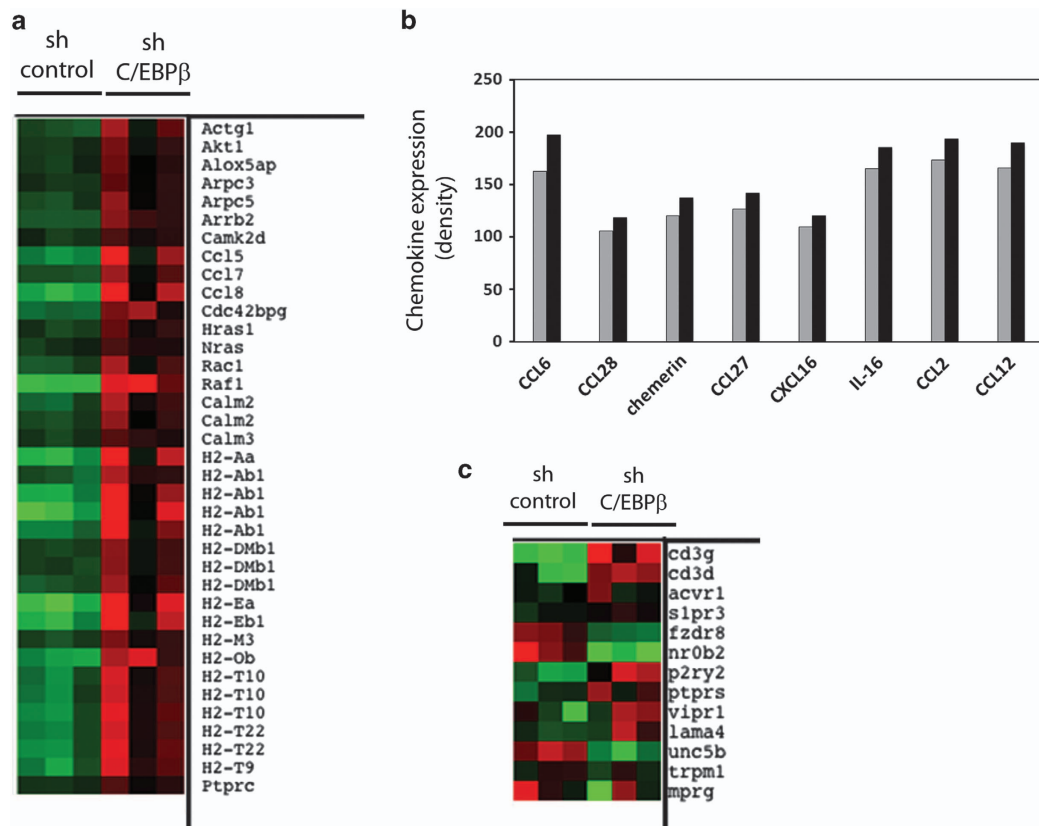 a
sh
control
sh
C/EBPβ
Actg1
Akt1
Alox5ap
Arpc3
Arpc5
Arrb2
Camk2d
Ccl5
Ccl7
Ccl8
Cdc42bpg
Hras1
Nras
Rac1
Raf1
Calm2
Calm2
Calm3
H2-Aa
H2-Ab1
H2-Ab1
H2-Ab1
H2-Ab1
H2-DMb1
H2-DMb1
H2-DMb1
H2-Ea
H2-Eb1
H2-M3
H2-Ob
H2-T10
H2-T10
H2-T10
H2-T22
H2-T22
H2-T9
Ptprc
b
Chemokine expression
(density)
250
200
150
100
50
0
CCL6
CCL28
chemerin
CCL27
CXCL16
IL-16
CCL2
CCL12
c
sh
control
sh
C/EBPβ
cd3g
cd3d
acvr1
s1pr3
fzdr8
nr0b2
p2ry2
ptprs
vipr1
lama4
unc5b
trpm1
mprg